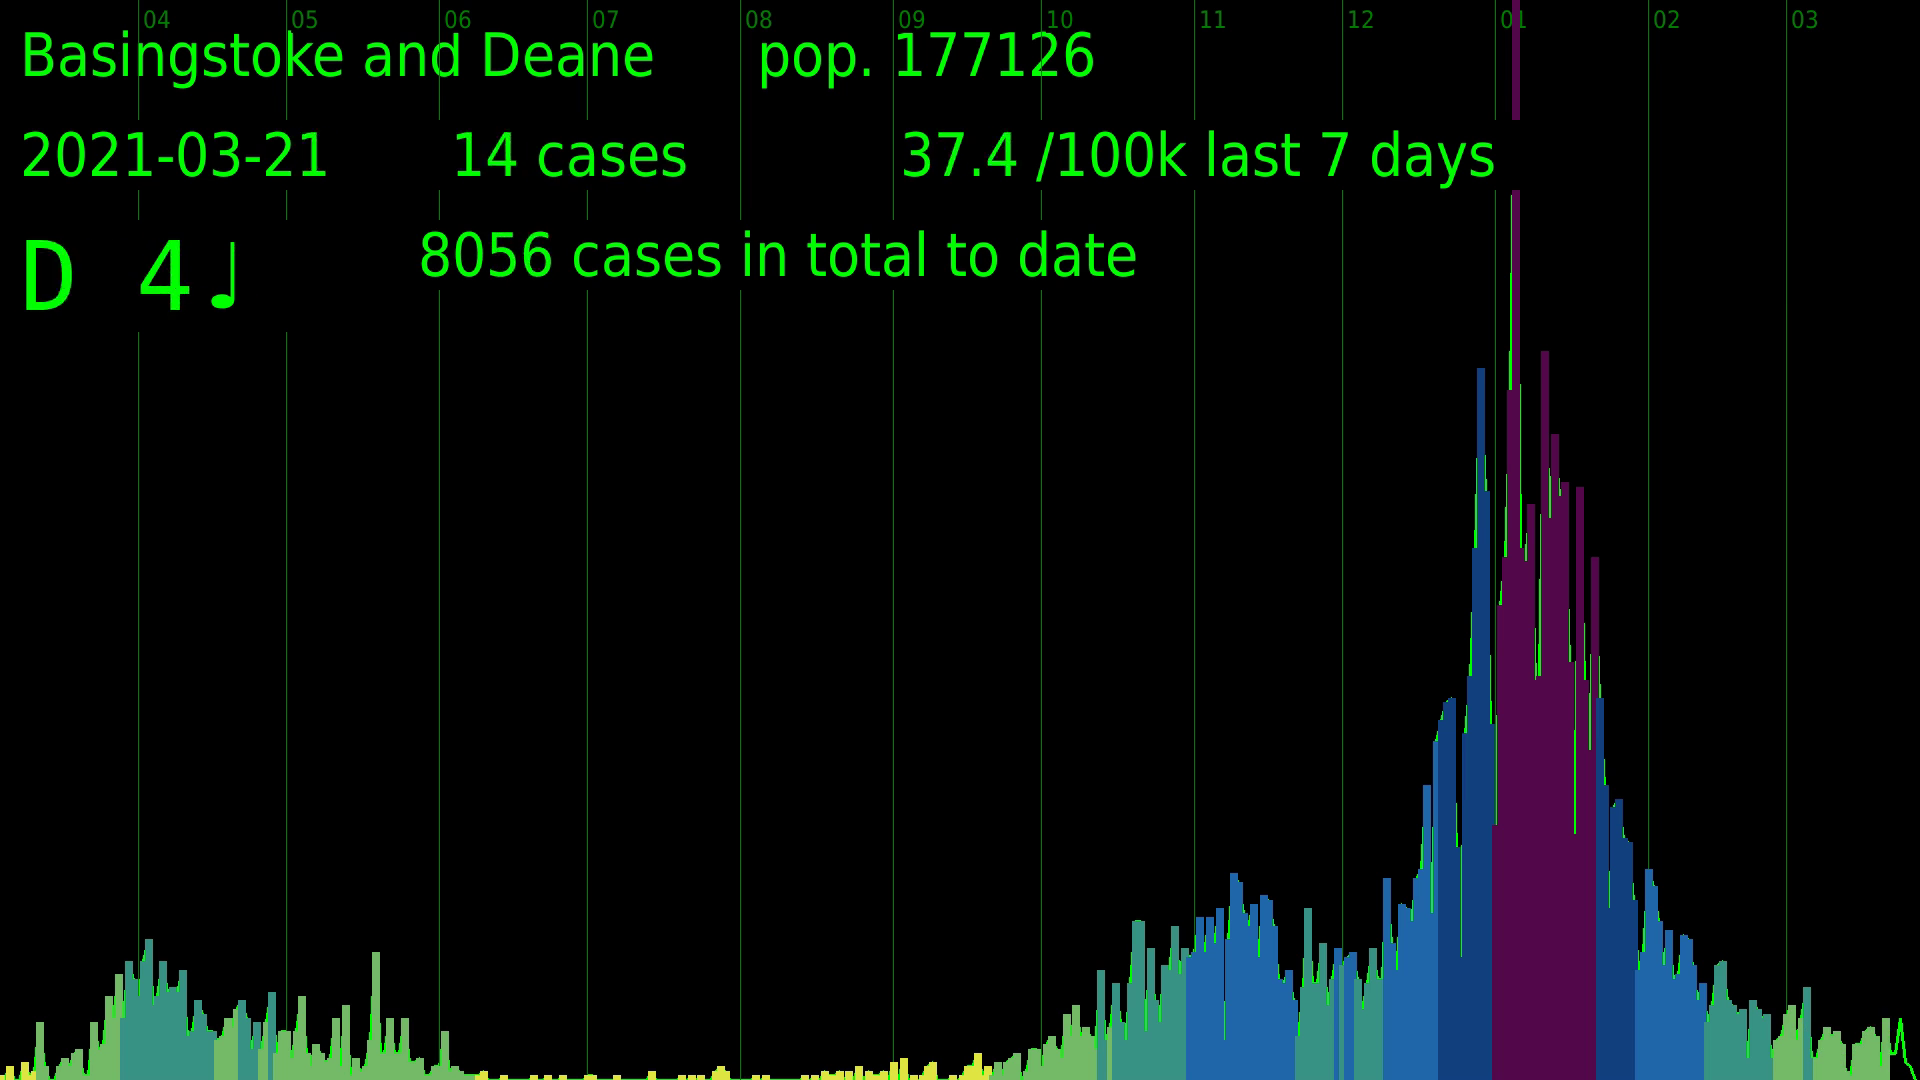 04 05 06 07 08 09 10 11 12 01 02 03
Basingstoke and Deane pop. 177126
2021-03-21 14 cases 37.4 /100k last 7 days
D 4♩ 8056 cases in total to date